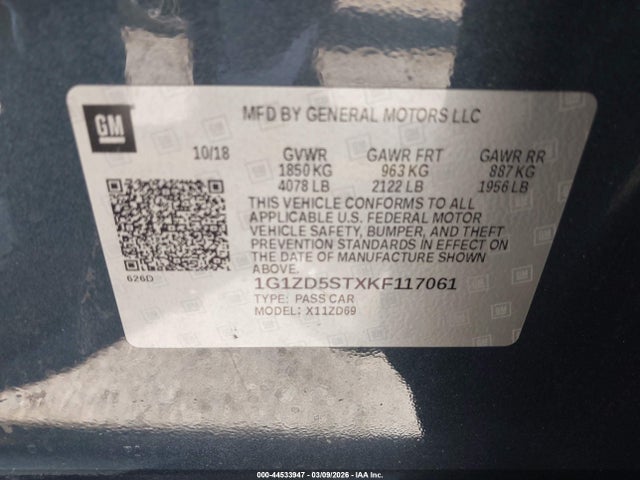 GM
MFD BY GENERAL MOTORS LLC
10/18 GVWR GAWR FRT GAWR RR
1850 KG 963 KG 887 KG
4078 LB 2122 LB 1956 LB
THIS VEHICLE CONFORMS TO ALL
APPLICABLE U.S. FEDERAL MOTOR
VEHICLE SAFETY, BUMPER, AND THEFT
PREVENTION STANDARDS IN EFFECT ON
THE DATE OF MANUFACTURE SHOWN
ABOVE.
626D
1G1ZD5STXKF117061
TYPE: PASS CAR
MODEL: X11ZD69
000-44533947 - 03/09/2026 - IAA Inc.